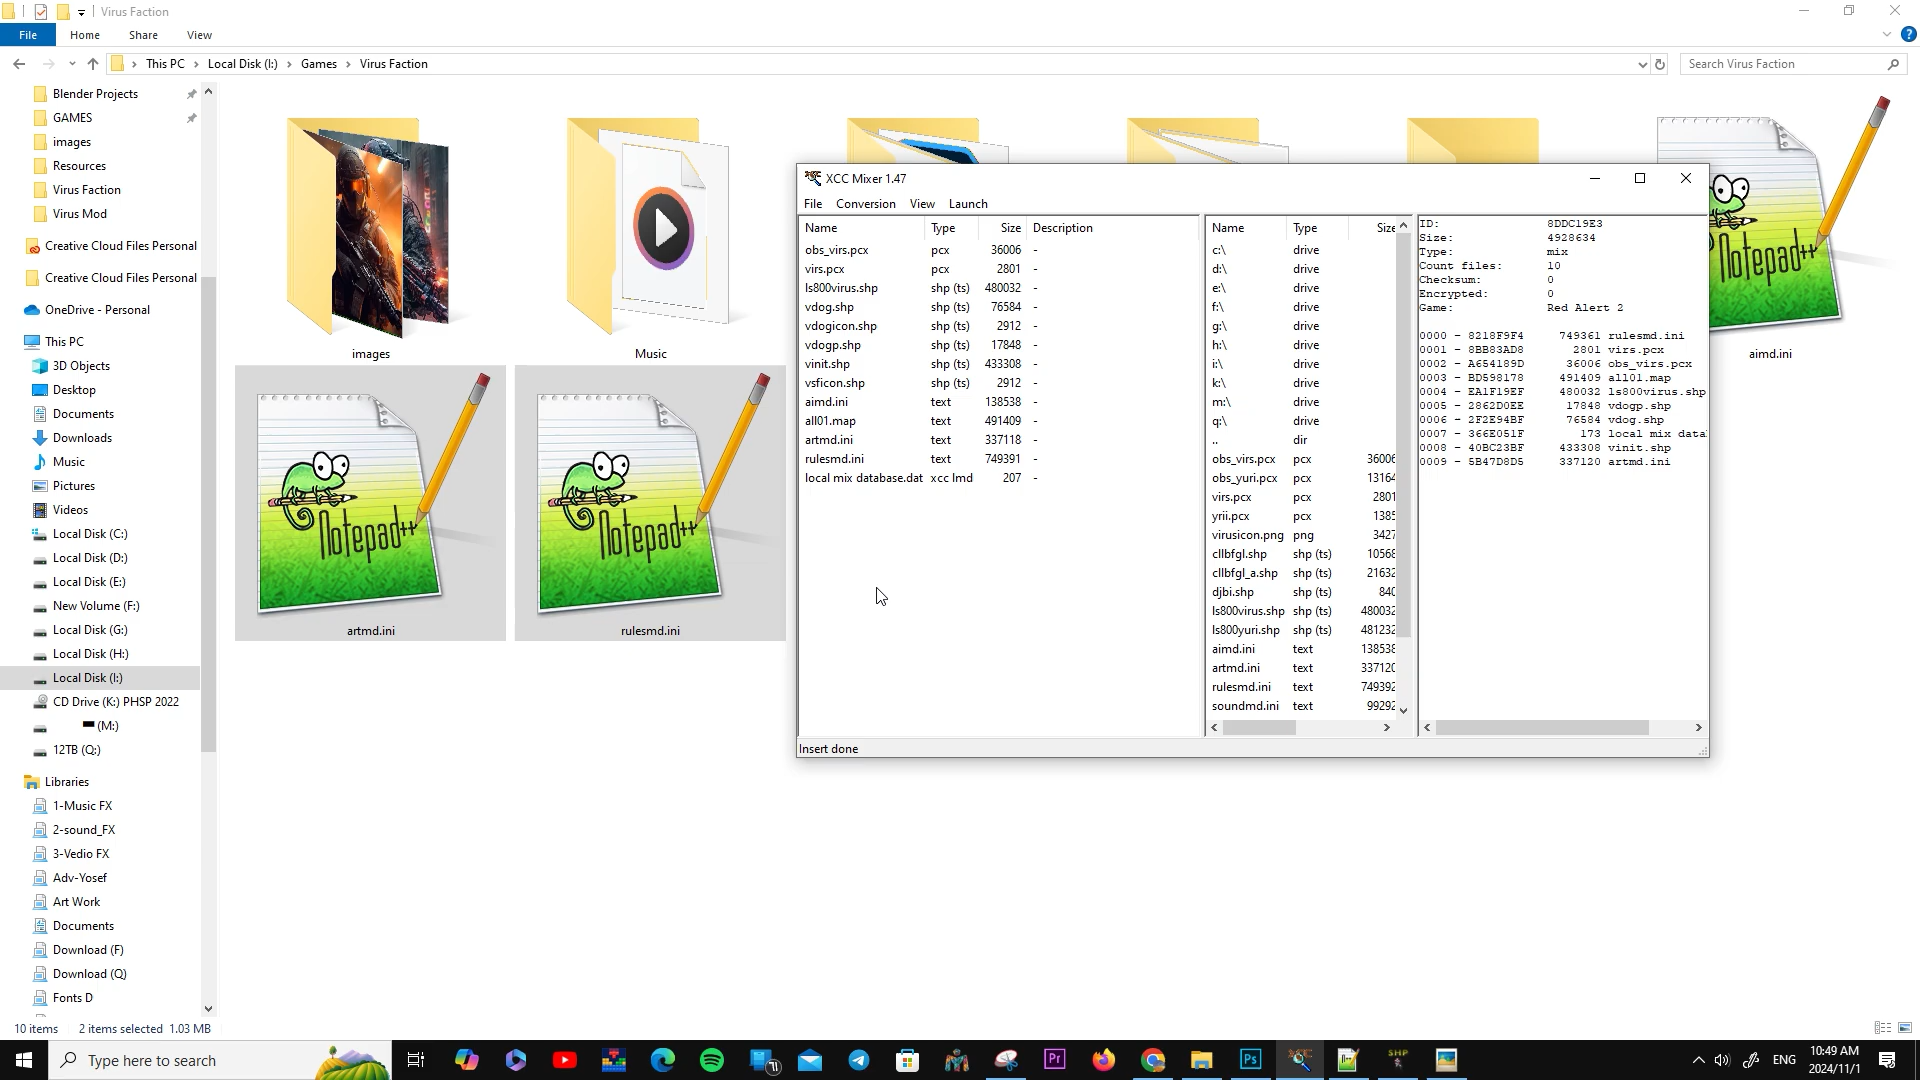 Virus Faction
File
Home
Share
View
This PC
Local Disk (I:)
Games
Virus Faction
Search Virus Faction
Blender Projects
GAMES
images
Resources
Virus Faction
Virus Mod
Creative Cloud Files Personal
Creative Cloud Files Personal
OneDrive - Personal
This PC
3D Objects
Desktop
Documents
Downloads
Music
Pictures
Videos
Local Disk (C:)
Local Disk (D:)
Local Disk (E:)
New Volume (F:)
Local Disk (G:)
Local Disk (H:)
Local Disk (I:)
CD Drive (K:) PHSP 2022
(M:)
12TB (Q:)
Libraries
1-Music FX
2-sound_FX
3-Vedio FX
Adv-Yosef
Art Work
Documents
Download (F)
Download (Q)
Fonts D
images
Music
Notepad++
aimd.ini
Notepad++
artmd.ini
Notepad++
rulesmd.ini
XCC Mixer 1.47
File Conversion View Launch
Name Type Size Description
obs_virs.pcx pcx 36006 -
virs.pcx pcx 2801 -
ls800virus.shp shp (ts) 480032 -
vdog.shp shp (ts) 76584 -
vdogicon.shp shp (ts) 2912 -
vdogp.shp shp (ts) 17848 -
vinit.shp shp (ts) 433308 -
vsficon.shp shp (ts) 2912 -
aimd.ini text 138538 -
all01.map text 491409 -
artmd.ini text 337118 -
rulesmd.ini text 749391 -
local mix database.dat xcc lmd 207 -
Name Type Size
c:\ drive
d:\ drive
e:\ drive
f:\ drive
g:\ drive
h:\ drive
i:\ drive
k:\ drive
m:\ drive
q:\ drive
.. dir
obs_virs.pcx pcx 36006
obs_yuri.pcx pcx 13164
virs.pcx pcx 2801
yrii.pcx pcx 1385
virusicon.png png 3427
cllbfgl.shp shp (ts) 10568
cllbfgl_a.shp shp (ts) 21632
djbi.shp shp (ts) 840
ls800virus.shp shp (ts) 480032
ls800yuri.shp shp (ts) 481232
aimd.ini text 138538
artmd.ini text 337120
rulesmd.ini text 749392
soundmd.ini text 99292
ID: 8DDC19E3
Size: 4928634
Type: mix
Count files: 10
Checksum: 0
Encrypted: 0
Game: Red Alert 2
0000 - 8218F9F4 749361 rulesmd.ini
0001 - 8BB83AD8 2801 virs.pcx
0002 - A654189D 36006 obs_virs.pcx
0003 - BD598178 491409 all01.map
0004 - EA1F19EF 480032 ls800virus.shp
0005 - 2862D0EE 17848 vdogp.shp
0006 - 2F2E94BF 76584 vdog.shp
0007 - 366E051F 173 local mix data
0008 - 40BC23BF 433308 vinit.shp
0009 - 5B47D8D5 337120 artmd.ini
Insert done
10 items 2 items selected 1.03 MB
Type here to search
ENG
10:49 AM
2024/11/1